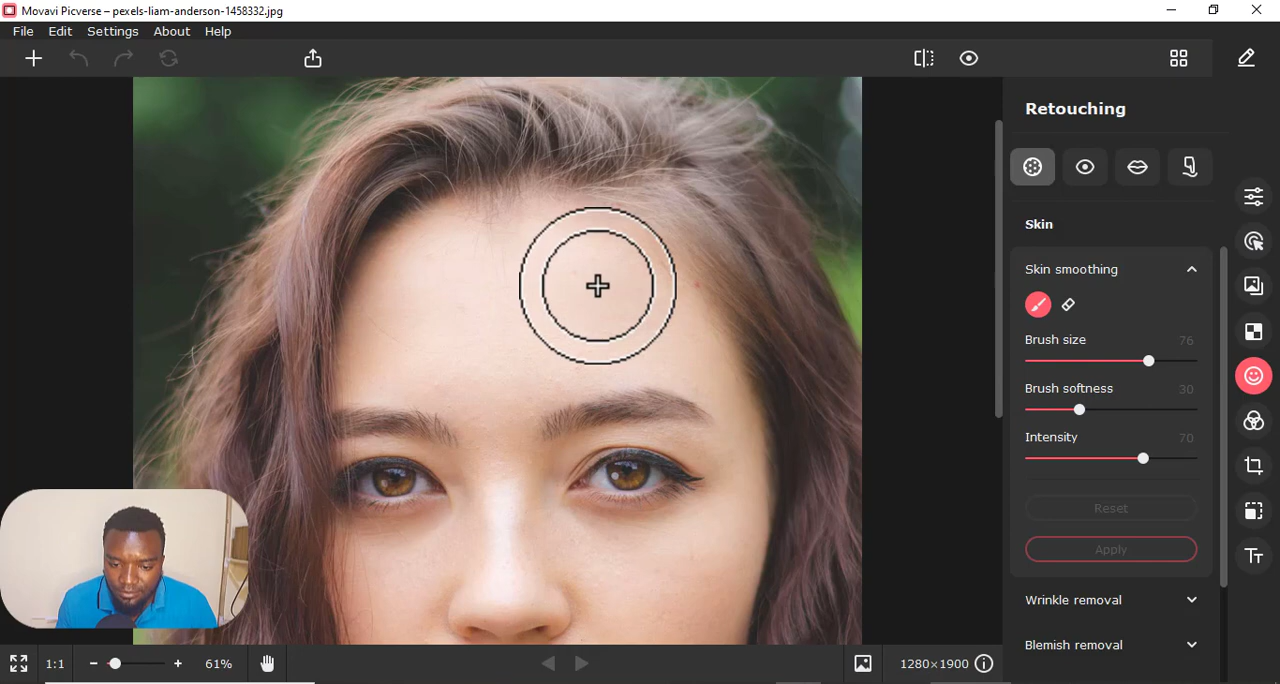 Movavi Picverse – pexels-liam-anderson-1458332.jpg
File Edit Settings About Help
Retouching
Skin
Skin smoothing
Brush size 76
Brush softness 30
Intensity 70
Reset
Apply
Wrinkle removal
Blemish removal
Tт
1:1 61% 1280×1900